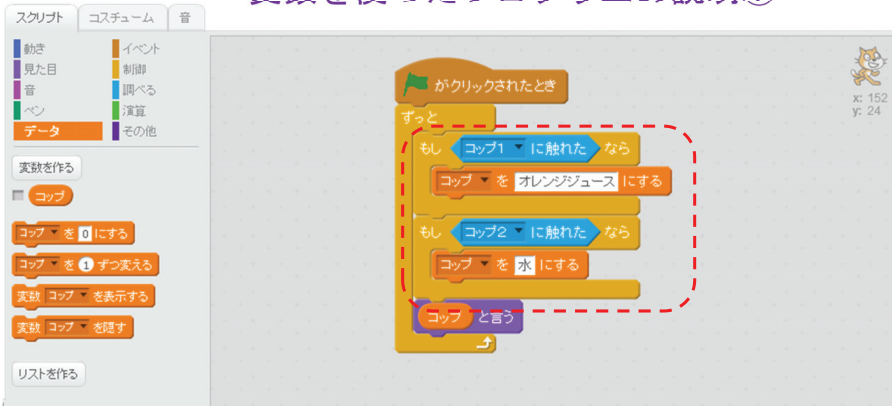 スクリプト コスチューム 音
動き イベント
見た目 制御
音 調べる
ペン 演算
データ その他
変数を作る
コップ
コップ を 0 にする
コップ を 1 ずつ変える
変数 コップ を表示する
変数 コップ を隠す
リストを作る
がクリックされたとき
ずっと
もし コップ1 に触れた なら
コップ を オレンジジュース にする
もし コップ2 に触れた なら
コップ を 水 にする
コップ と言う
x: 152
y: 24